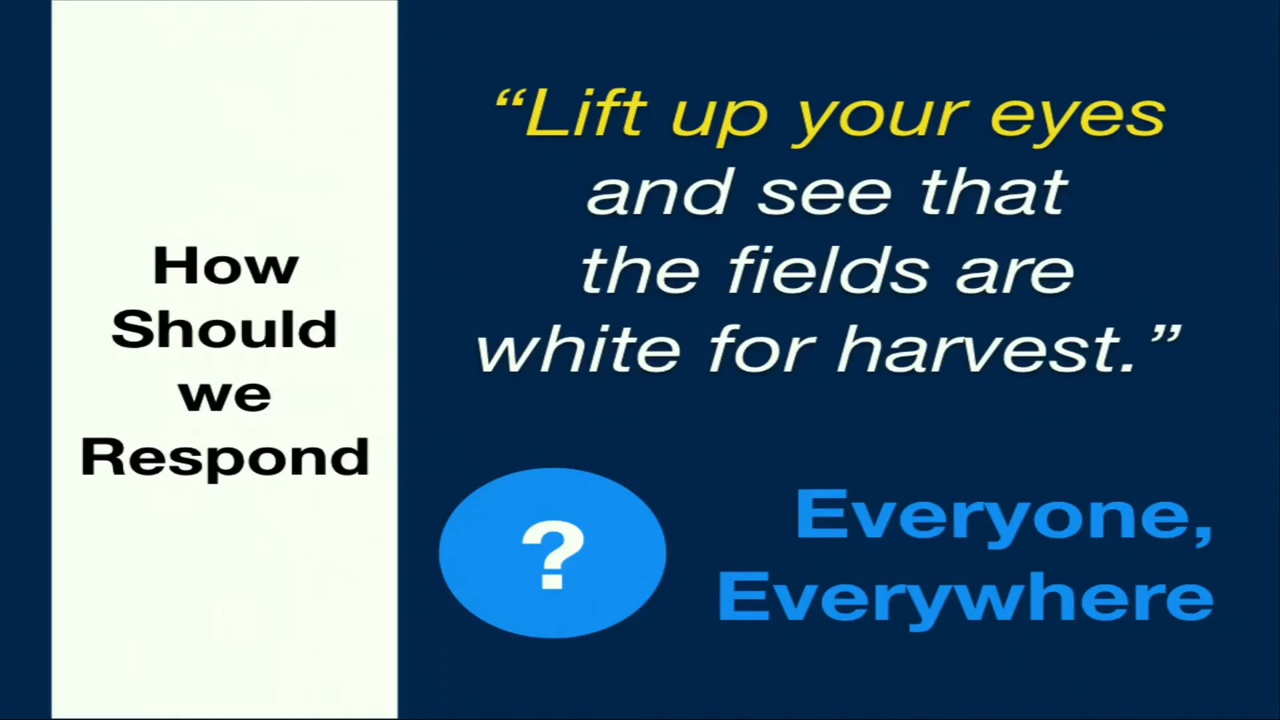 How
Should
we
Respond
“Lift up your eyes
and see that
the fields are
white for harvest.”
?
Everyone,
Everywhere